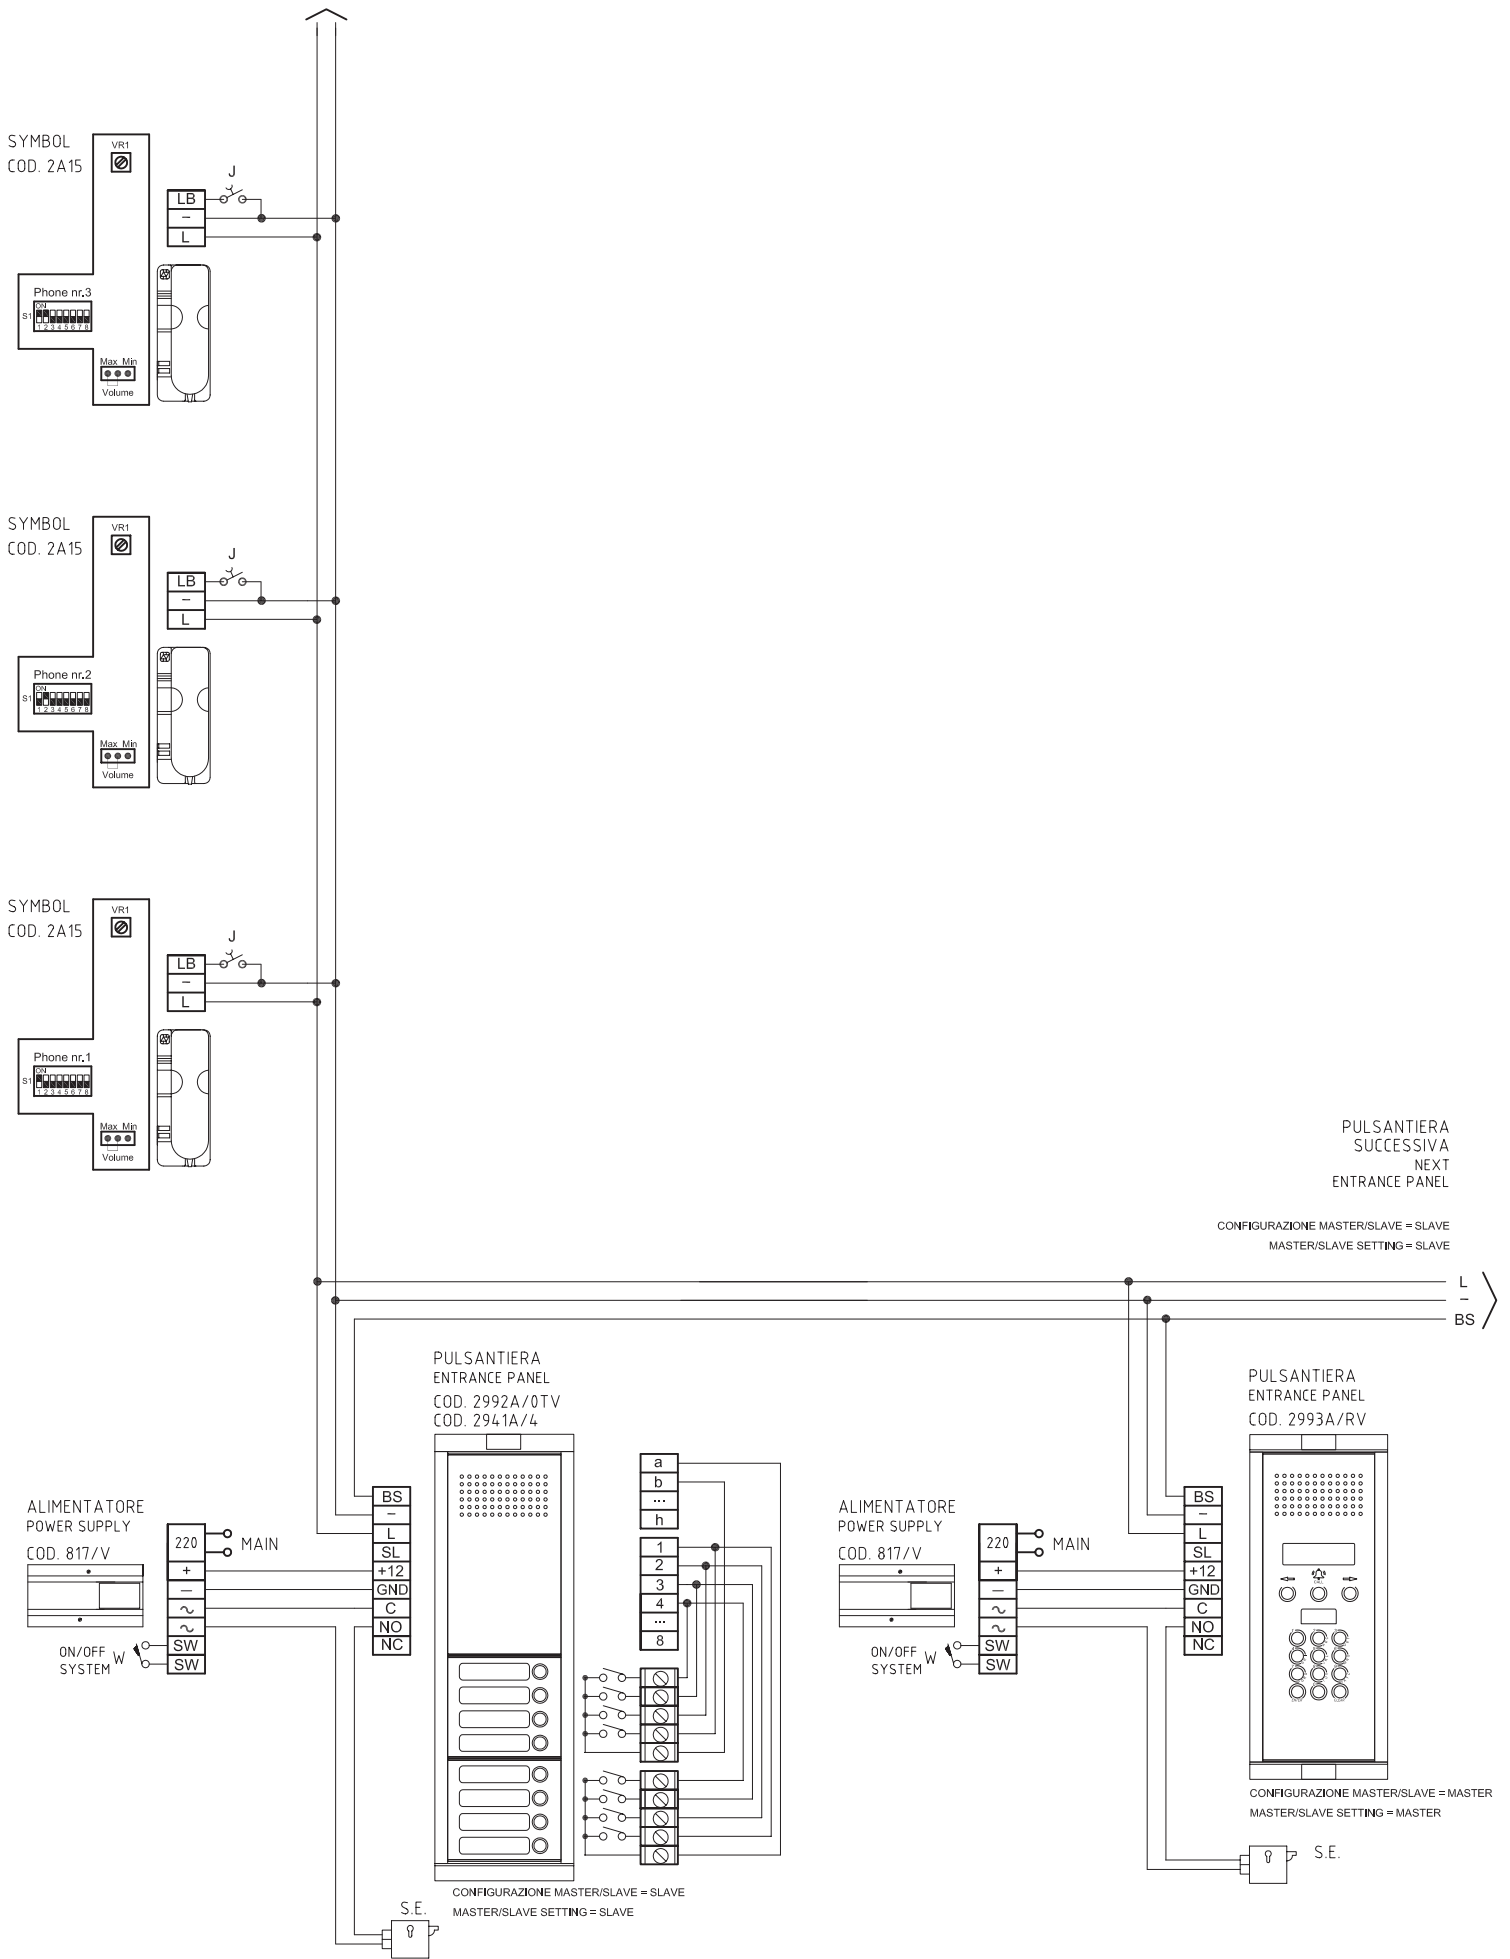 SYMBOL
COD. 2A15
VR1
J
LB
–
L
Phone nr.3
ON
S1
1 2 3 4 5 6 7 8
Max Min
Volume
SYMBOL
COD. 2A15
VR1
J
LB
–
L
Phone nr.2
ON
S1
1 2 3 4 5 6 7 8
Max Min
Volume
SYMBOL
COD. 2A15
VR1
J
LB
–
L
Phone nr.1
ON
S1
1 2 3 4 5 6 7 8
Max Min
Volume
PULSANTIERA
SUCCESSIVA
NEXT
ENTRANCE PANEL
CONFIGURAZIONE MASTER/SLAVE = SLAVE
MASTER/SLAVE SETTING = SLAVE
L
–
BS
PULSANTIERA
ENTRANCE PANEL
COD. 2992A/0TV
COD. 2941A/4
ALIMENTATORE
POWER SUPPLY
COD. 817/V
220
MAIN
+
–
~
~
SW
SW
ON/OFF
SYSTEM
W
BS
–
L
SL
+12
GND
C
NO
NC
a
b
...
h
1
2
3
4
...
8
CONFIGURAZIONE MASTER/SLAVE = SLAVE
MASTER/SLAVE SETTING = SLAVE
S.E.
ALIMENTATORE
POWER SUPPLY
COD. 817/V
220
MAIN
+
–
~
~
SW
SW
ON/OFF
SYSTEM
W
BS
–
L
SL
+12
GND
C
NO
NC
PULSANTIERA
ENTRANCE PANEL
COD. 2993A/RV
CALL
CONFIGURAZIONE MASTER/SLAVE = MASTER
MASTER/SLAVE SETTING = MASTER
S.E.